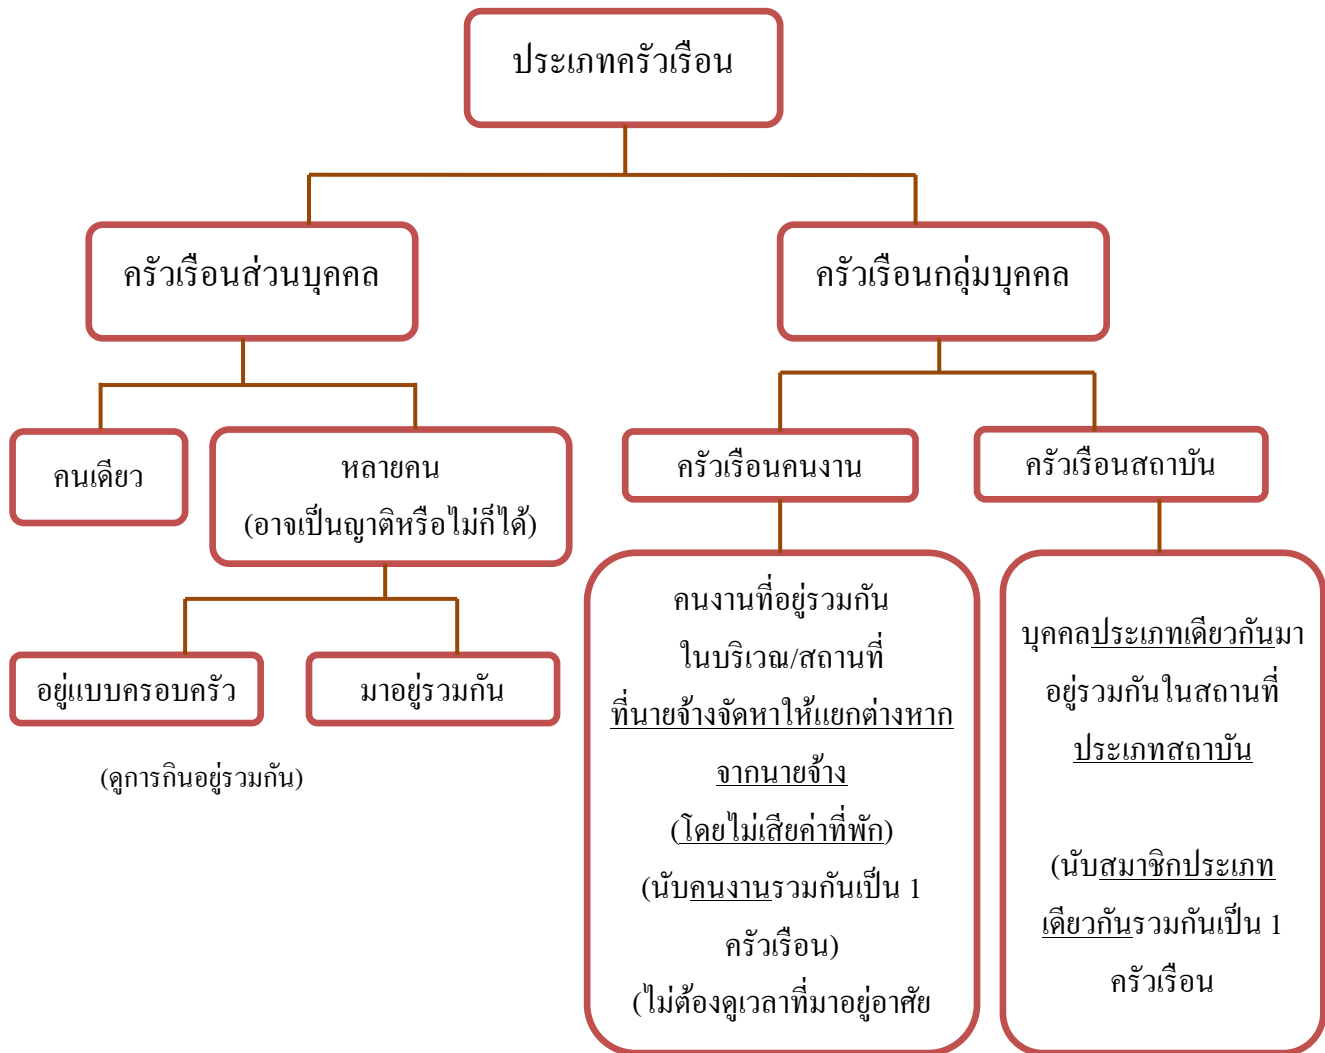 ประเภทครัวเรือน
ครัวเรือนส่วนบุคคล
ครัวเรือนกลุ่มบุคคล
คนเดียว
หลายคน
(อาจเป็นญาติหรือไม่ก็ได้)
ครัวเรือนคนงาน
ครัวเรือนสถาบัน
อยู่แบบครอบครัว
มาอยู่รวมกัน
(ดูการกินอยู่รวมกัน)
คนงานที่อยู่รวมกัน
ในบริเวณ/สถานที่
ที่นายจ้างจัดหาให้แยกต่างหาก
จากนายจ้าง
(โดยไม่เสียค่าที่พัก)
(นับคนงานรวมกันเป็น 1
ครัวเรือน)
(ไม่ต้องดูเวลาที่มาอยู่อาศัย
บุคคลประเภทเดียวกันมา
อยู่รวมกันในสถานที่
ประเภทสถาบัน
(นับสมาชิกประเภท
เดียวกันรวมกันเป็น 1
ครัวเรือน